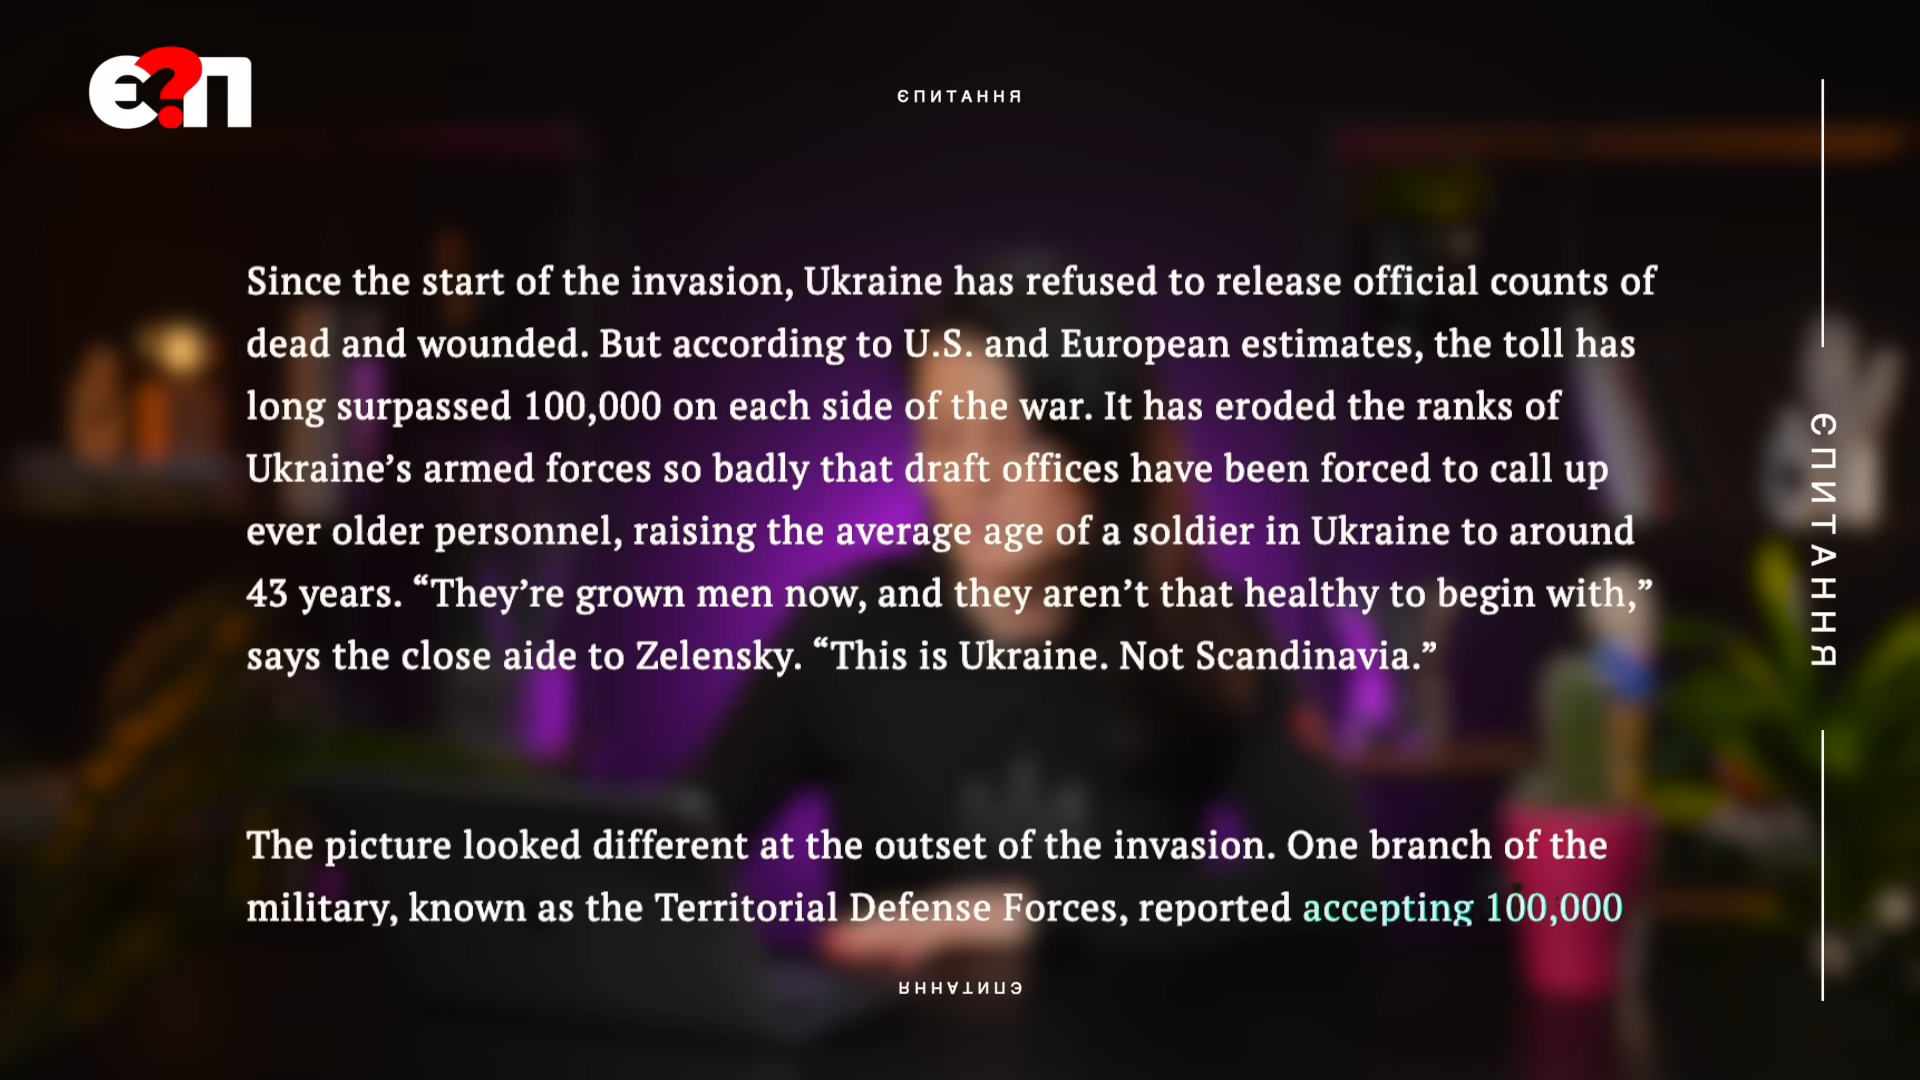 Є?П
ЄПИТАННЯ
Since the start of the invasion, Ukraine has refused to release official counts of
dead and wounded. But according to U.S. and European estimates, the toll has
long surpassed 100,000 on each side of the war. It has eroded the ranks of
Ukraine’s armed forces so badly that draft offices have been forced to call up
ever older personnel, raising the average age of a soldier in Ukraine to around
43 years. “They’re grown men now, and they aren’t that healthy to begin with,”
says the close aide to Zelensky. “This is Ukraine. Not Scandinavia.”
The picture looked different at the outset of the invasion. One branch of the
military, known as the Territorial Defense Forces, reported accepting 100,000
ЄПИТАННЯ
ЄПИТАННЯ